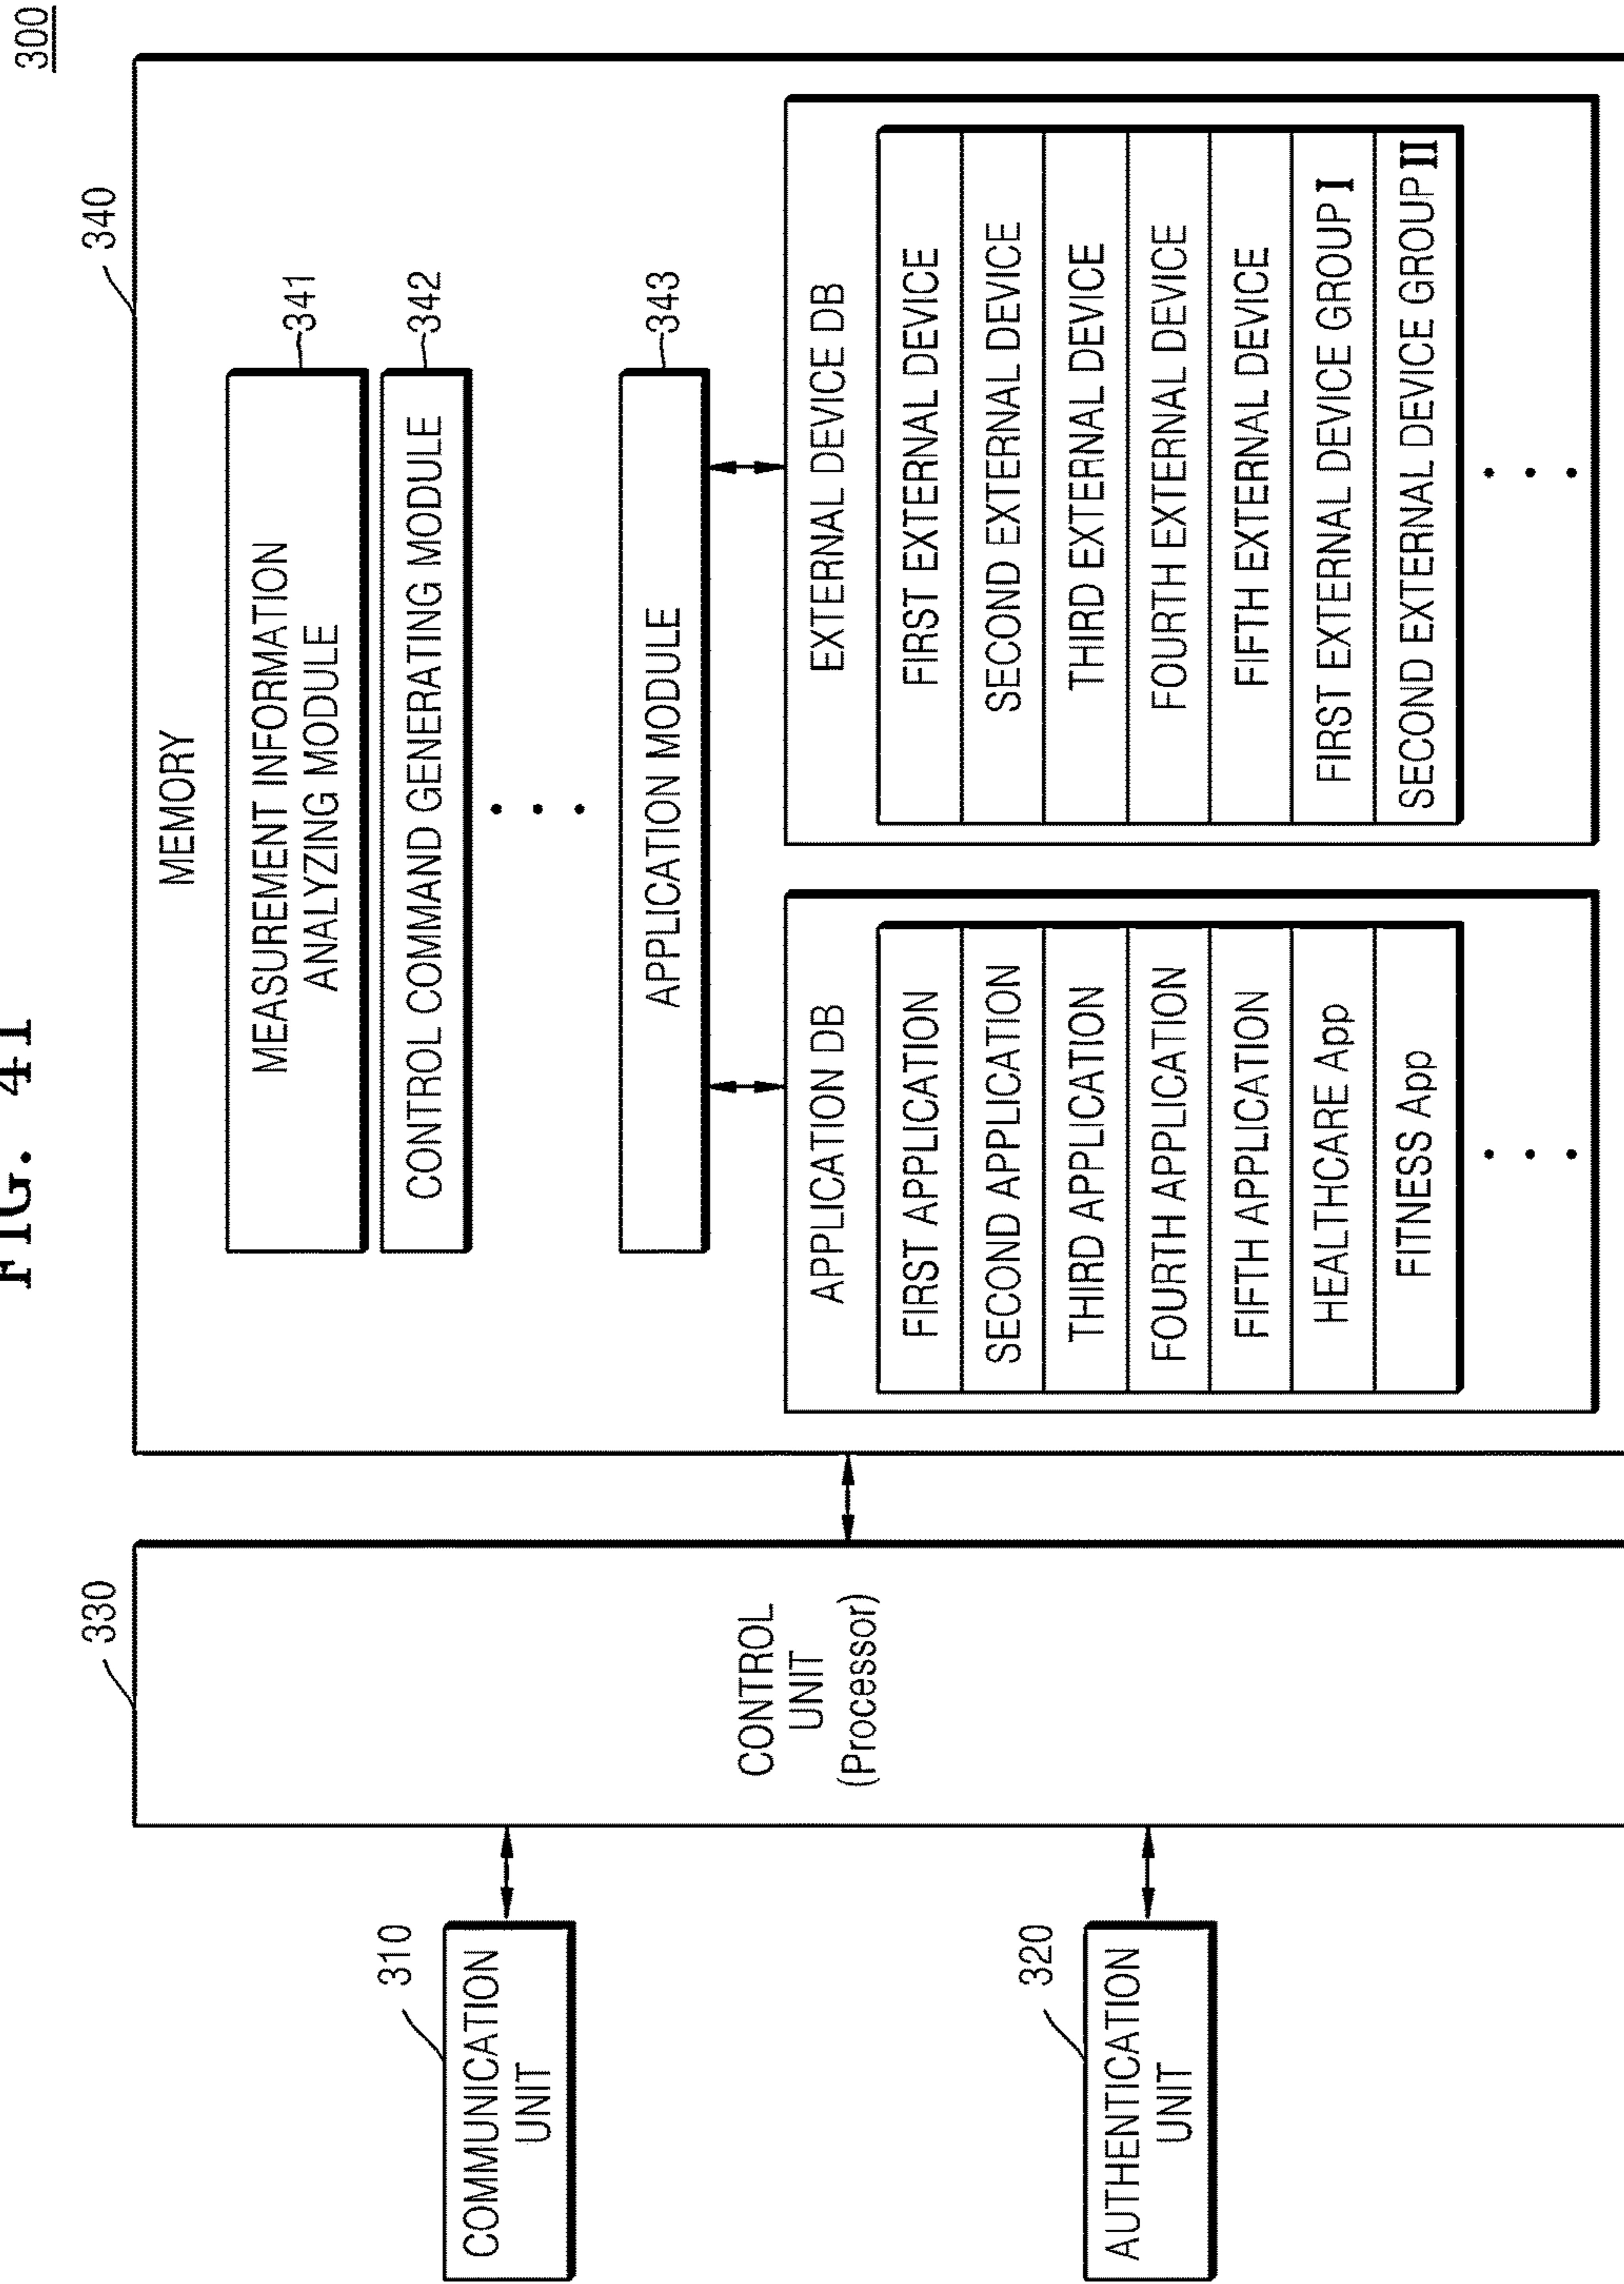 FIG. 41
300
310
COMMUNICATION
UNIT
320
AUTHENTICATION
UNIT
330
CONTROL
UNIT
(Processor)
340
MEMORY
MEASUREMENT INFORMATION
ANALYZING MODULE
341
CONTROL COMMAND GENERATING MODULE
342
APPLICATION MODULE
343
APPLICATION DB
FIRST APPLICATION
SECOND APPLICATION
THIRD APPLICATION
FOURTH APPLICATION
FIFTH APPLICATION
HEALTHCARE App
FITNESS App
EXTERNAL DEVICE DB
FIRST EXTERNAL DEVICE
SECOND EXTERNAL DEVICE
THIRD EXTERNAL DEVICE
FOURTH EXTERNAL DEVICE
FIFTH EXTERNAL DEVICE
FIRST EXTERNAL DEVICE GROUP I
SECOND EXTERNAL DEVICE GROUP II